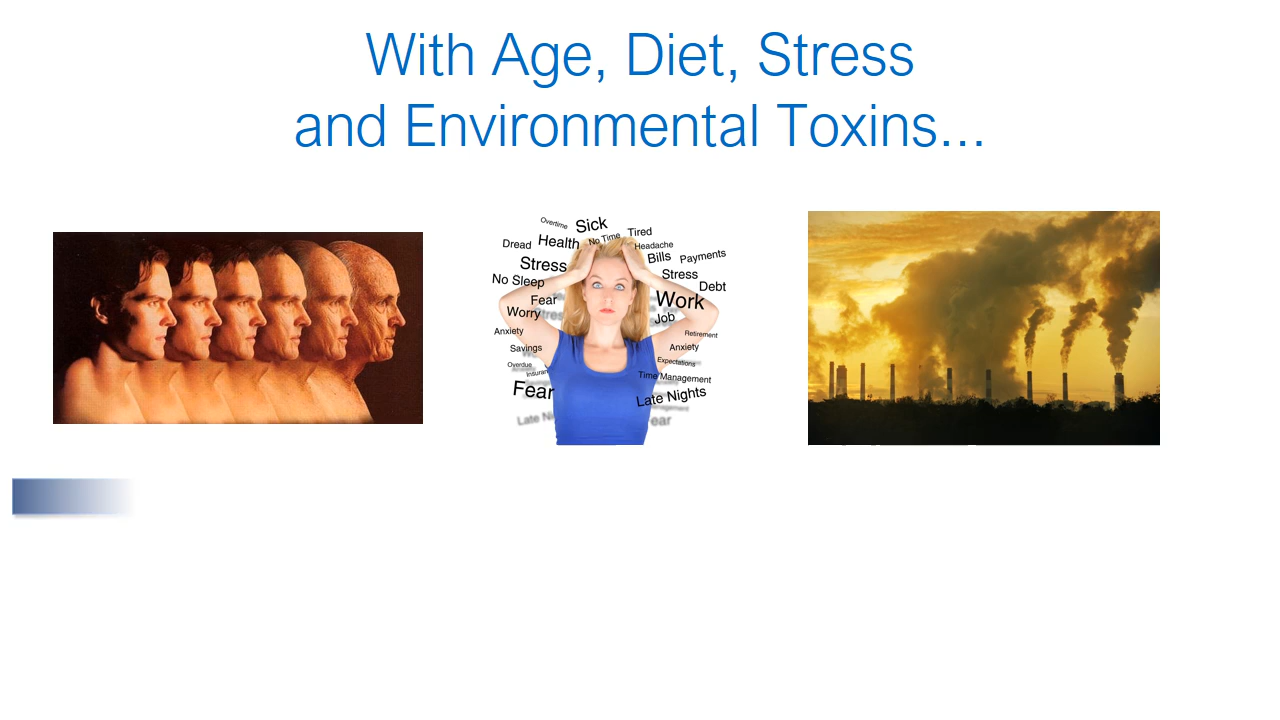 With Age, Diet, Stress
and Environmental Toxins...
Overtime
Sick
No Time
Tired
Dread
Health
Headache
Bills
Payments
Stress
Stress
No Sleep
Debt
Fear
Work
Worry
Job
Anxiety
Retirement
Savings
Anxiety
Overdue
Expectations
Time Management
Fear
Late Nights